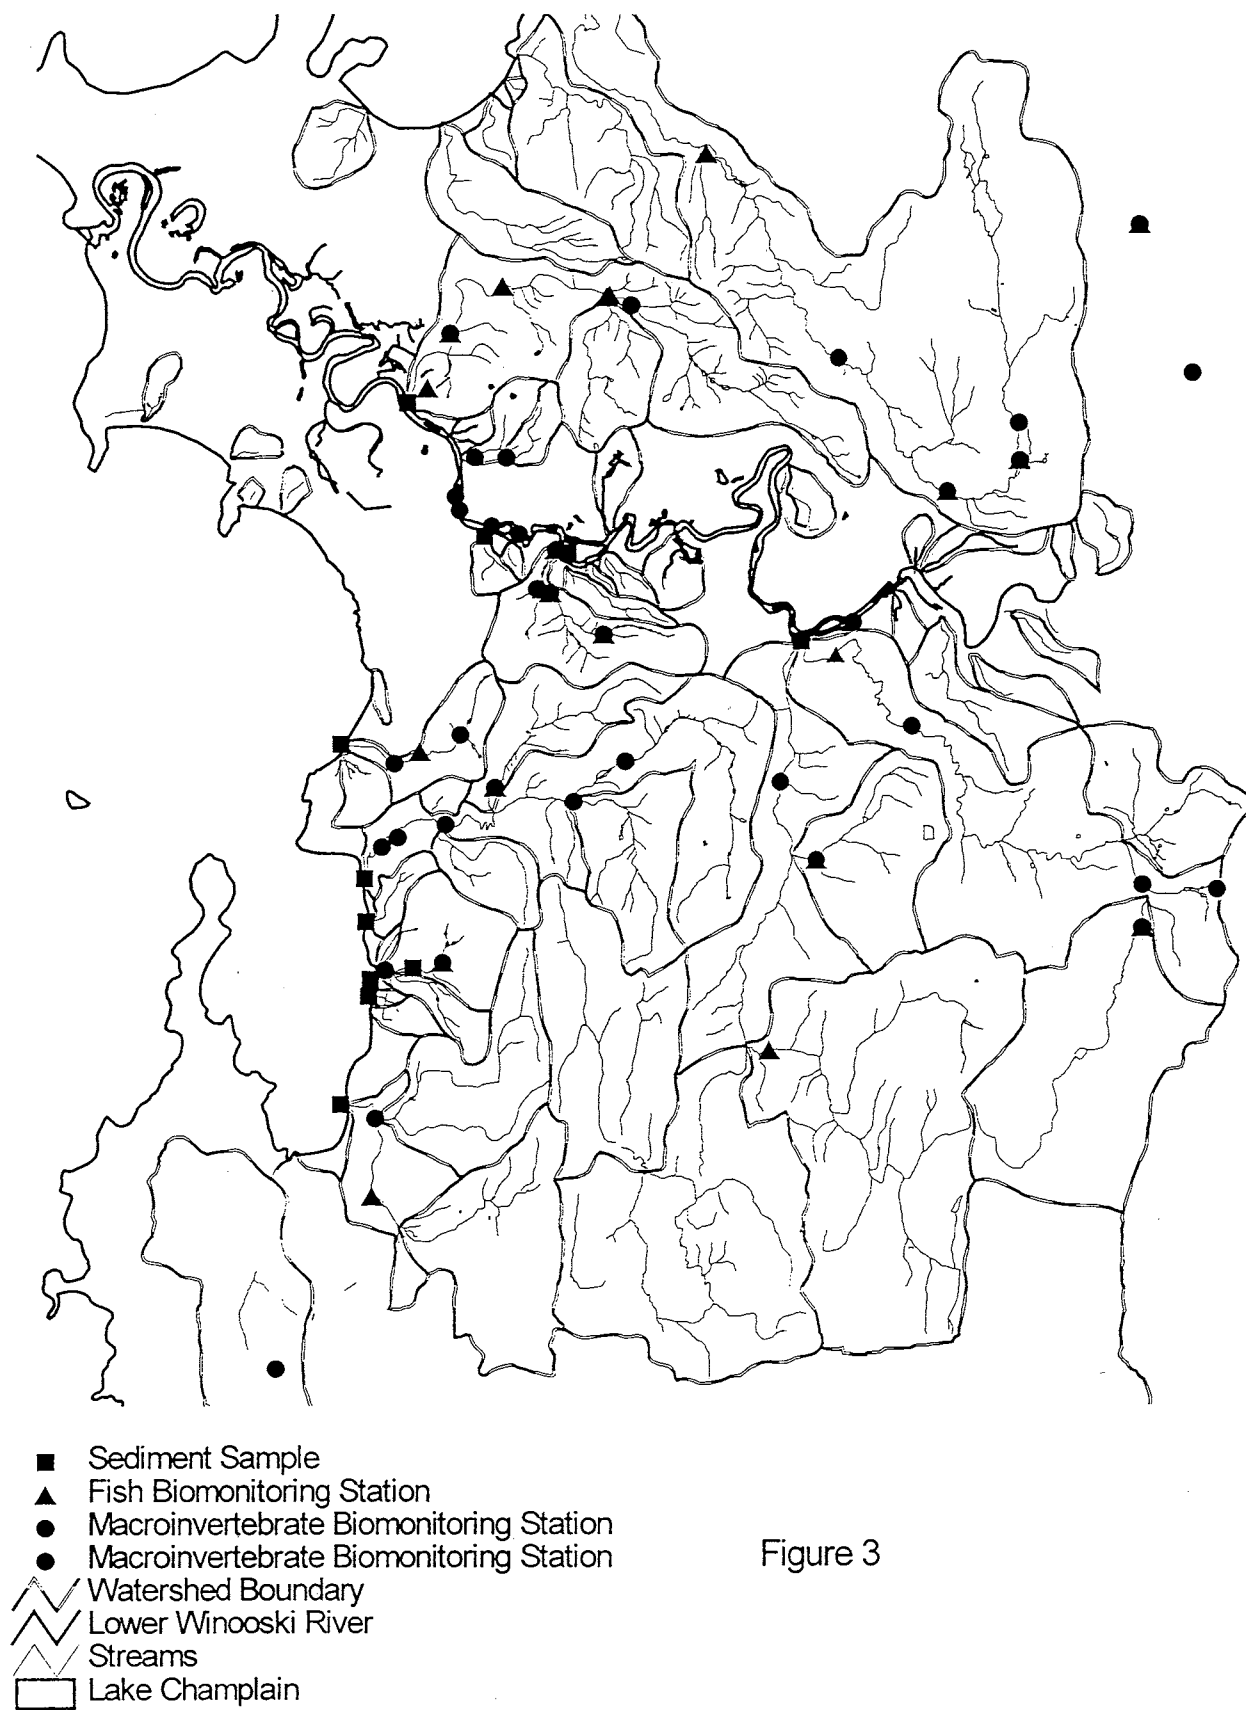 Sediment Sample
Fish Biomonitoring Station
Macroinvertebrate Biomonitoring Station
Macroinvertebrate Biomonitoring Station
Figure 3
Watershed Boundary
Lower Winooski River
Streams
Lake Champlain